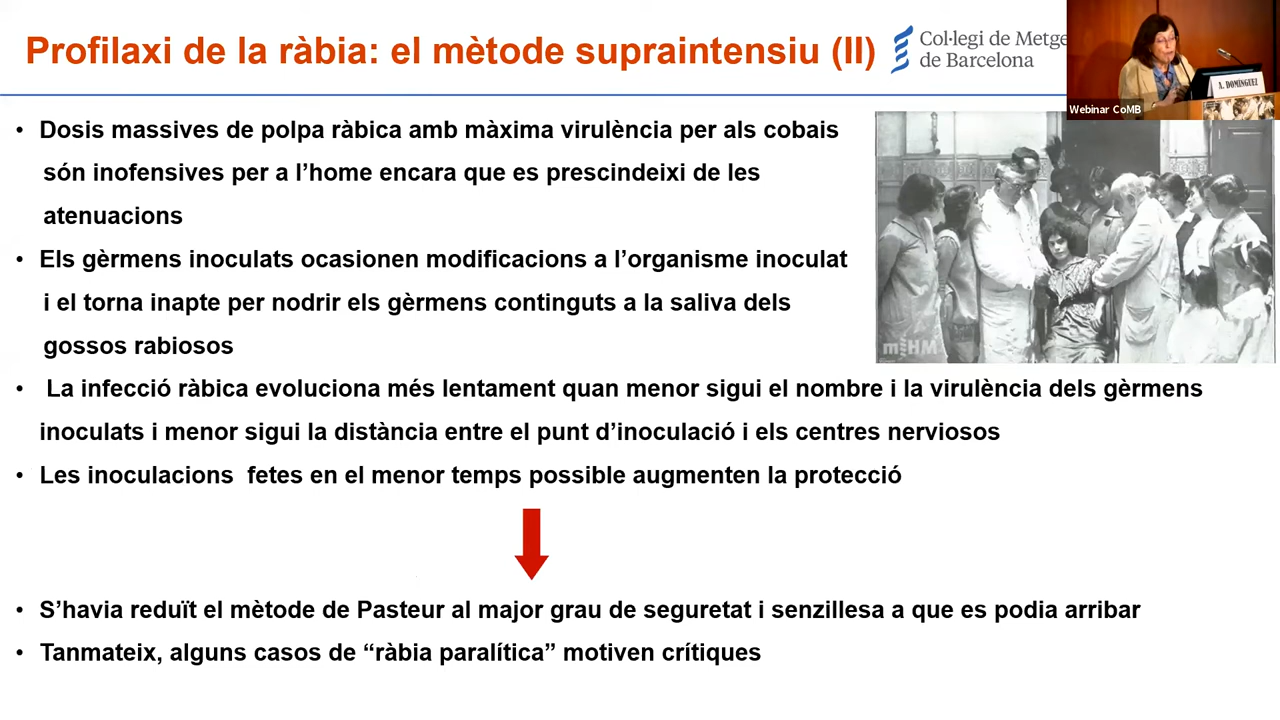 Profilaxi de la ràbia: el mètode supraintensiu (II)
Col·legi de Metge
de Barcelona
A. DOMÍNGUEZ
Webinar CoMB
• Dosis massives de polpa ràbica amb màxima virulència per als cobais
són inofensives per a l’home encara que es prescindeixi de les
atenuacions
• Els gèrmens inoculats ocasionen modificacions a l’organisme inoculat
i el torna inapte per nodrir els gèrmens continguts a la saliva dels
gossos rabiosos
mHM
• La infecció ràbica evoluciona més lentament quan menor sigui el nombre i la virulència dels gèrmens
inoculats i menor sigui la distància entre el punt d’inoculació i els centres nerviosos
• Les inoculacions fetes en el menor temps possible augmenten la protecció
• S’havia reduït el mètode de Pasteur al major grau de seguretat i senzillesa a que es podia arribar
• Tanmateix, alguns casos de “ràbia paralítica” motiven crítiques